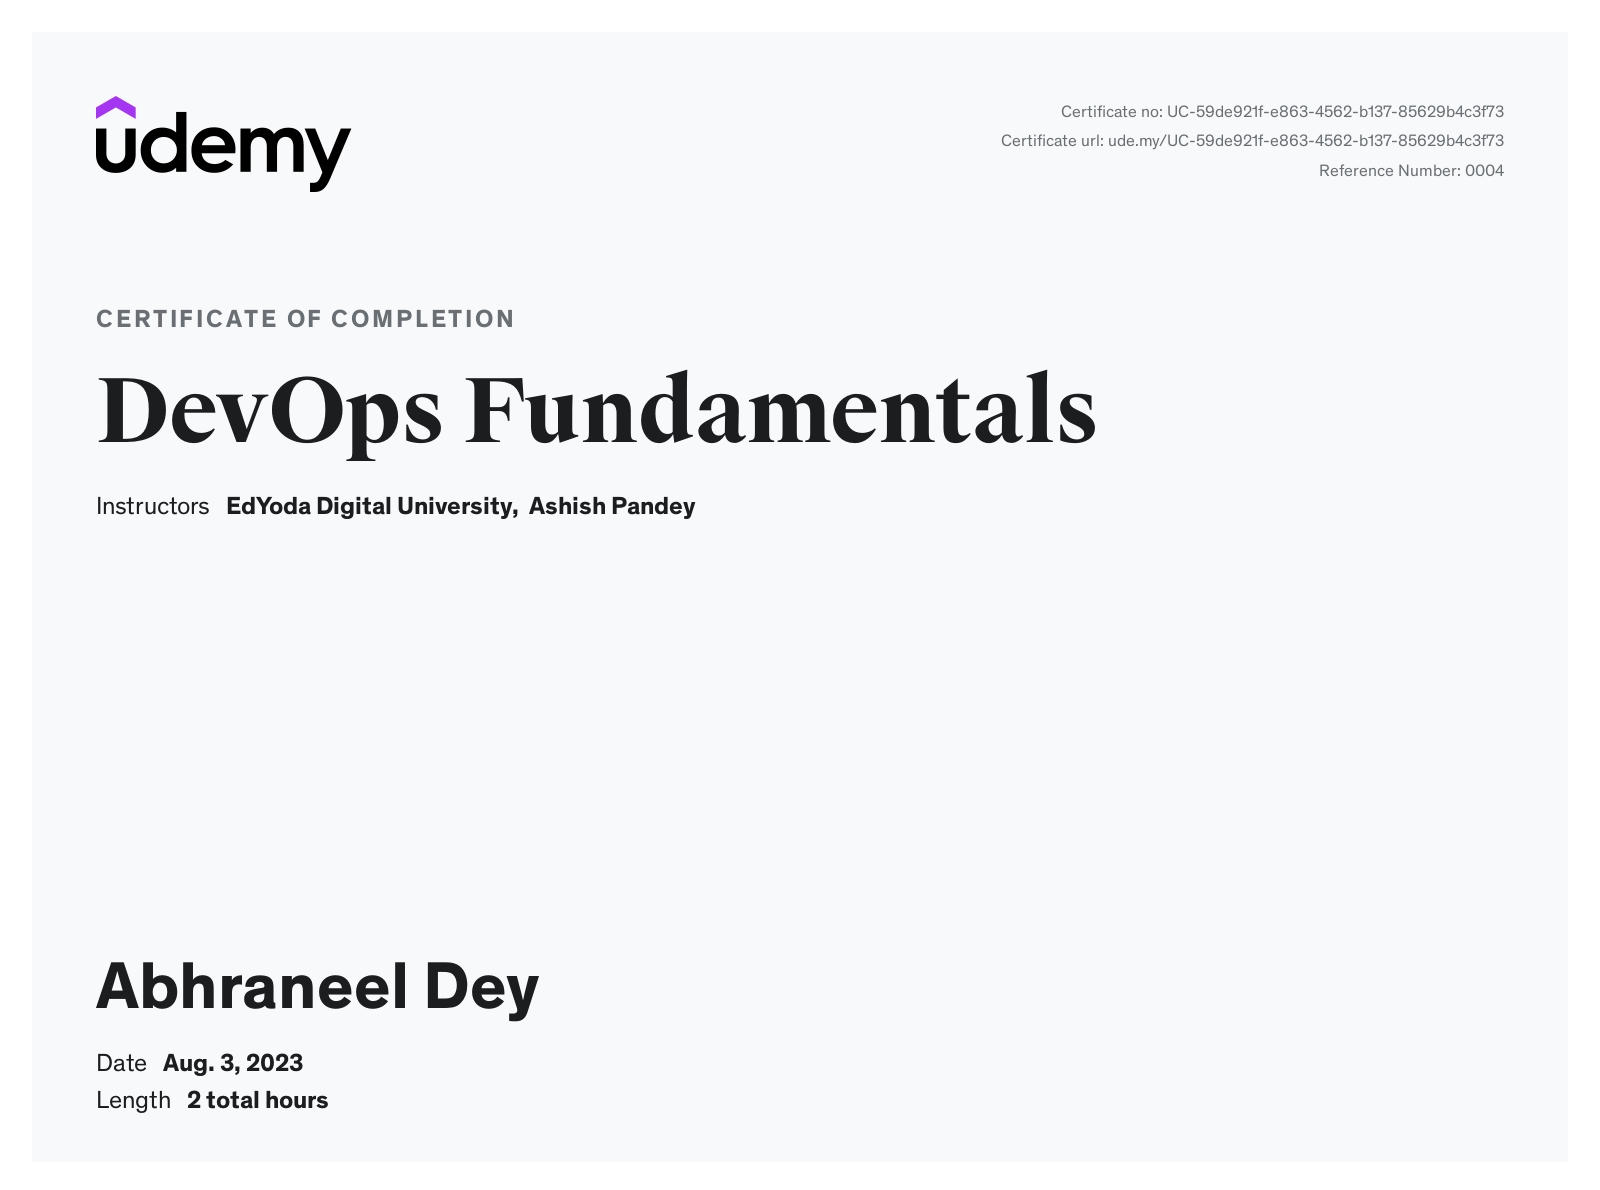 udemy
Certificate no: UC-59de921f-e863-4562-b137-85629b4c3f73
Certificate url: ude.my/UC-59de921f-e863-4562-b137-85629b4c3f73
Reference Number: 0004
CERTIFICATE OF COMPLETION
DevOps Fundamentals
Instructors EdYoda Digital University, Ashish Pandey
Abhraneel Dey
Date Aug. 3, 2023
Length 2 total hours